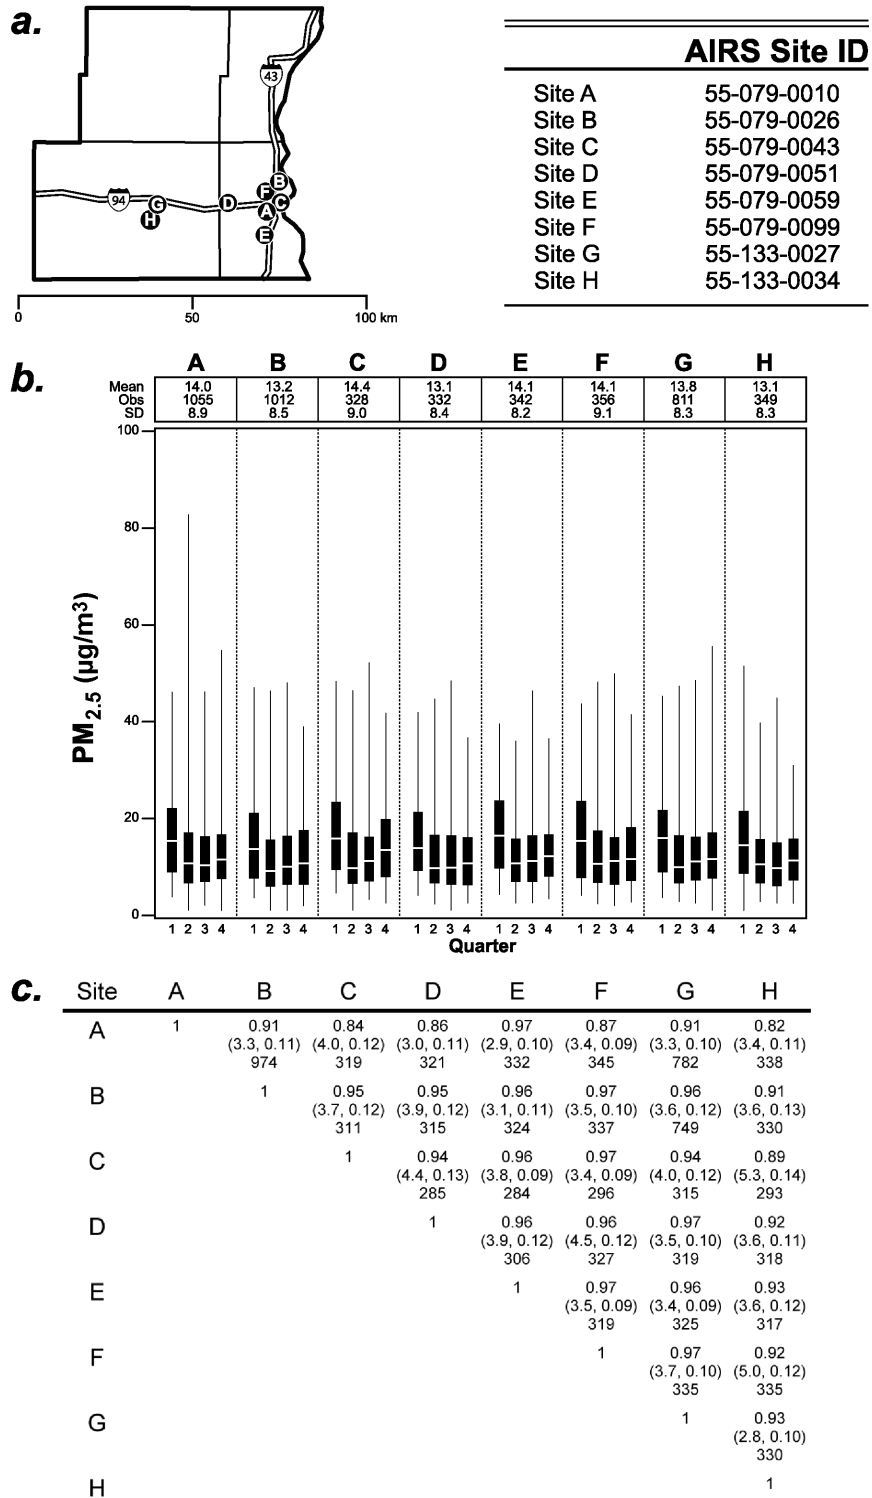 a.
43
94
B
F
C
A
D
G
H
E
0 50 100 km
AIRS Site ID
Site A 55-079-0010
Site B 55-079-0026
Site C 55-079-0043
Site D 55-079-0051
Site E 55-079-0059
Site F 55-079-0099
Site G 55-133-0027
Site H 55-133-0034
b.
A B C D E F G H
Mean 14.0 13.2 14.4 13.1 14.1 14.1 13.8 13.1
Obs 1055 1012 328 332 342 356 811 349
SD 8.9 8.5 9.0 8.4 8.2 9.1 8.3 8.3
100
80
60
40
20
0
PM2.5 (µg/m3)
1 2 3 4 1 2 3 4 1 2 3 4 1 2 3 4 1 2 3 4 1 2 3 4 1 2 3 4 1 2 3 4
Quarter
c.
Site A B C D E F G H
A 1 0.91 0.84 0.86 0.97 0.87 0.91 0.82
(3.3, 0.11) (4.0, 0.12) (3.0, 0.11) (2.9, 0.10) (3.4, 0.09) (3.3, 0.10) (3.4, 0.11)
974 319 321 332 345 782 338
B 1 0.95 0.95 0.96 0.97 0.96 0.91
(3.7, 0.12) (3.9, 0.12) (3.1, 0.11) (3.5, 0.10) (3.6, 0.12) (3.6, 0.13)
311 315 324 337 749 330
C 1 0.94 0.96 0.97 0.94 0.89
(4.4, 0.13) (3.8, 0.09) (3.4, 0.09) (4.0, 0.12) (5.3, 0.14)
285 284 296 315 293
D 1 0.96 0.96 0.97 0.92
(3.9, 0.12) (4.5, 0.12) (3.5, 0.10) (3.6, 0.11)
306 327 319 318
E 1 0.97 0.96 0.93
(3.5, 0.09) (3.4, 0.09) (3.6, 0.12)
319 325 317
F 1 0.97 0.92
(3.7, 0.10) (5.0, 0.12)
335 335
G 1 0.93
(2.8, 0.10)
330
H 1